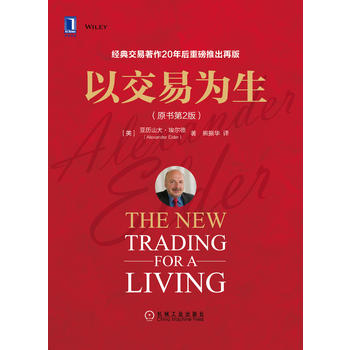 WILEY
经典交易著作20年后重磅推出再版
以交易为生
（原书第2版）
［美］ 亚历山大·埃尔德 著 熊振华 译
（Alexander Elder）
Alexander
Elder
THE NEW
TRADING
FOR A
LIVING
机械工业出版社
China Machine Press